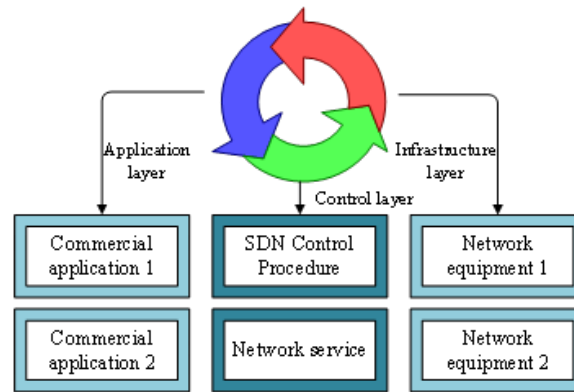 Application
layer
Infrastructure
layer
Control layer
Commercial
application 1
SDN Control
Procedure
Network
equipment 1
Commercial
application 2
Network service
Network
equipment 2